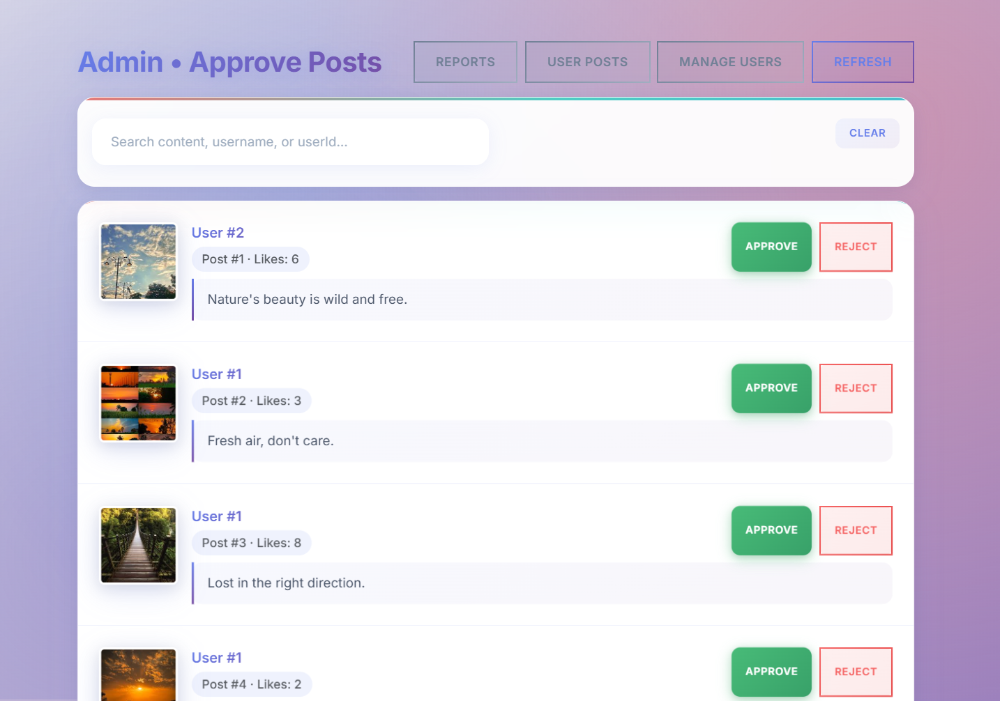 Admin • Approve Posts
REPORTS
USER POSTS
MANAGE USERS
REFRESH
Search content, username, or userId...
CLEAR
User #2
Post #1 · Likes: 6
APPROVE
REJECT
Nature's beauty is wild and free.
User #1
Post #2 · Likes: 3
APPROVE
REJECT
Fresh air, don't care.
User #1
Post #3 · Likes: 8
APPROVE
REJECT
Lost in the right direction.
User #1
Post #4 · Likes: 2
APPROVE
REJECT